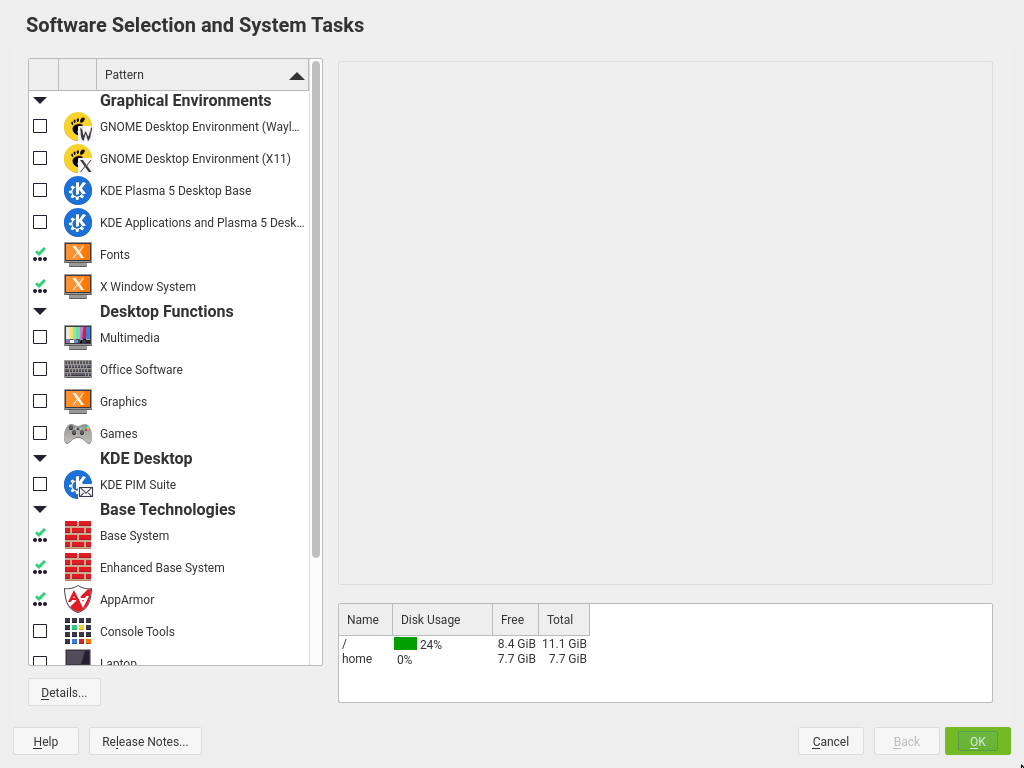 Software Selection and System Tasks
Pattern
Graphical Environments
GNOME Desktop Environment (Wayl...
GNOME Desktop Environment (X11)
KDE Plasma 5 Desktop Base
KDE Applications and Plasma 5 Desk...
Fonts
X Window System
Desktop Functions
Multimedia
Office Software
Graphics
Games
KDE Desktop
KDE PIM Suite
Base Technologies
Base System
Enhanced Base System
AppArmor
Console Tools
Laptop
Name Disk Usage Free Total
/ 24% 8.4 GiB 11.1 GiB
home 0% 7.7 GiB 7.7 GiB
Details...
Help Release Notes... Cancel Back OK